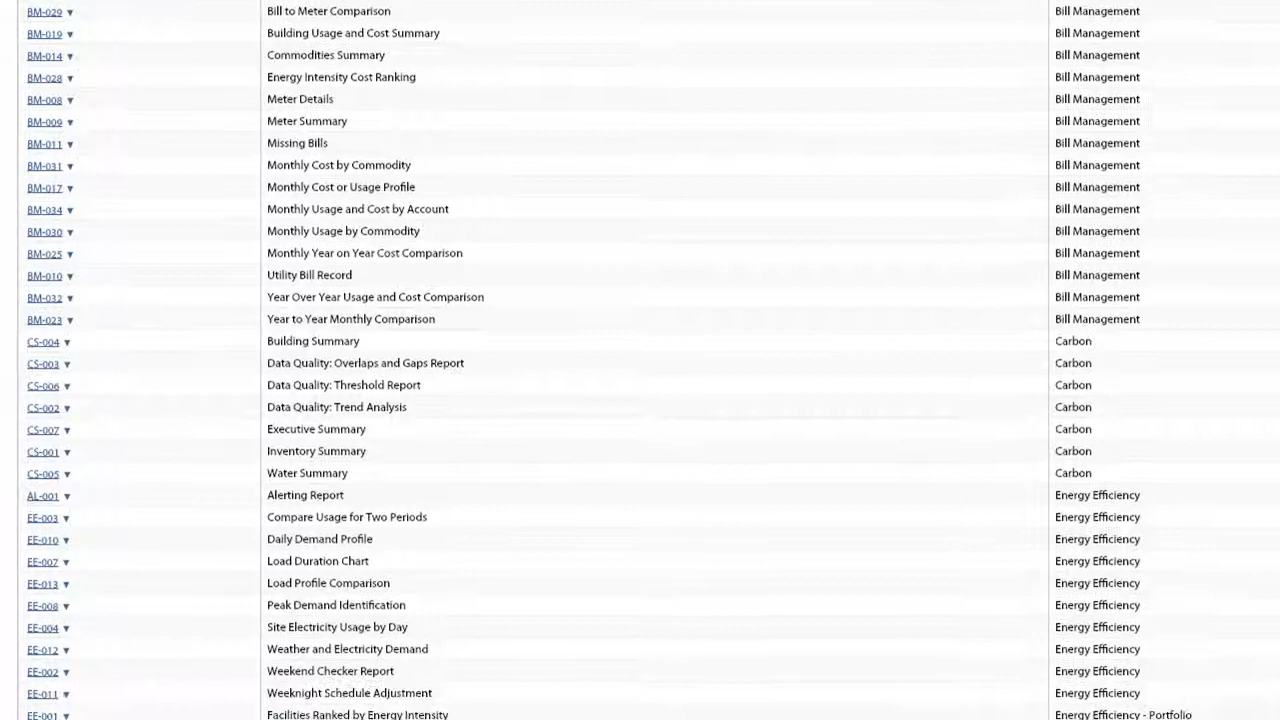 BM-029 ▼ Bill to Meter Comparison Bill Management
BM-019 ▼ Building Usage and Cost Summary Bill Management
BM-014 ▼ Commodities Summary Bill Management
BM-028 ▼ Energy Intensity Cost Ranking Bill Management
BM-008 ▼ Meter Details Bill Management
BM-009 ▼ Meter Summary Bill Management
BM-011 ▼ Missing Bills Bill Management
BM-031 ▼ Monthly Cost by Commodity Bill Management
BM-017 ▼ Monthly Cost or Usage Profile Bill Management
BM-034 ▼ Monthly Usage and Cost by Account Bill Management
BM-030 ▼ Monthly Usage by Commodity Bill Management
BM-025 ▼ Monthly Year on Year Cost Comparison Bill Management
BM-010 ▼ Utility Bill Record Bill Management
BM-032 ▼ Year Over Year Usage and Cost Comparison Bill Management
BM-023 ▼ Year to Year Monthly Comparison Bill Management
CS-004 ▼ Building Summary Carbon
CS-003 ▼ Data Quality: Overlaps and Gaps Report Carbon
CS-006 ▼ Data Quality: Threshold Report Carbon
CS-002 ▼ Data Quality: Trend Analysis Carbon
CS-007 ▼ Executive Summary Carbon
CS-001 ▼ Inventory Summary Carbon
CS-005 ▼ Water Summary Carbon
AL-001 ▼ Alerting Report Energy Efficiency
EE-003 ▼ Compare Usage for Two Periods Energy Efficiency
EE-010 ▼ Daily Demand Profile Energy Efficiency
EE-007 ▼ Load Duration Chart Energy Efficiency
EE-013 ▼ Load Profile Comparison Energy Efficiency
EE-008 ▼ Peak Demand Identification Energy Efficiency
EE-004 ▼ Site Electricity Usage by Day Energy Efficiency
EE-012 ▼ Weather and Electricity Demand Energy Efficiency
EE-002 ▼ Weekend Checker Report Energy Efficiency
EE-011 ▼ Weeknight Schedule Adjustment Energy Efficiency
EE-001 ▼ Facilities Ranked by Energy Intensity Energy Efficiency - Portfolio